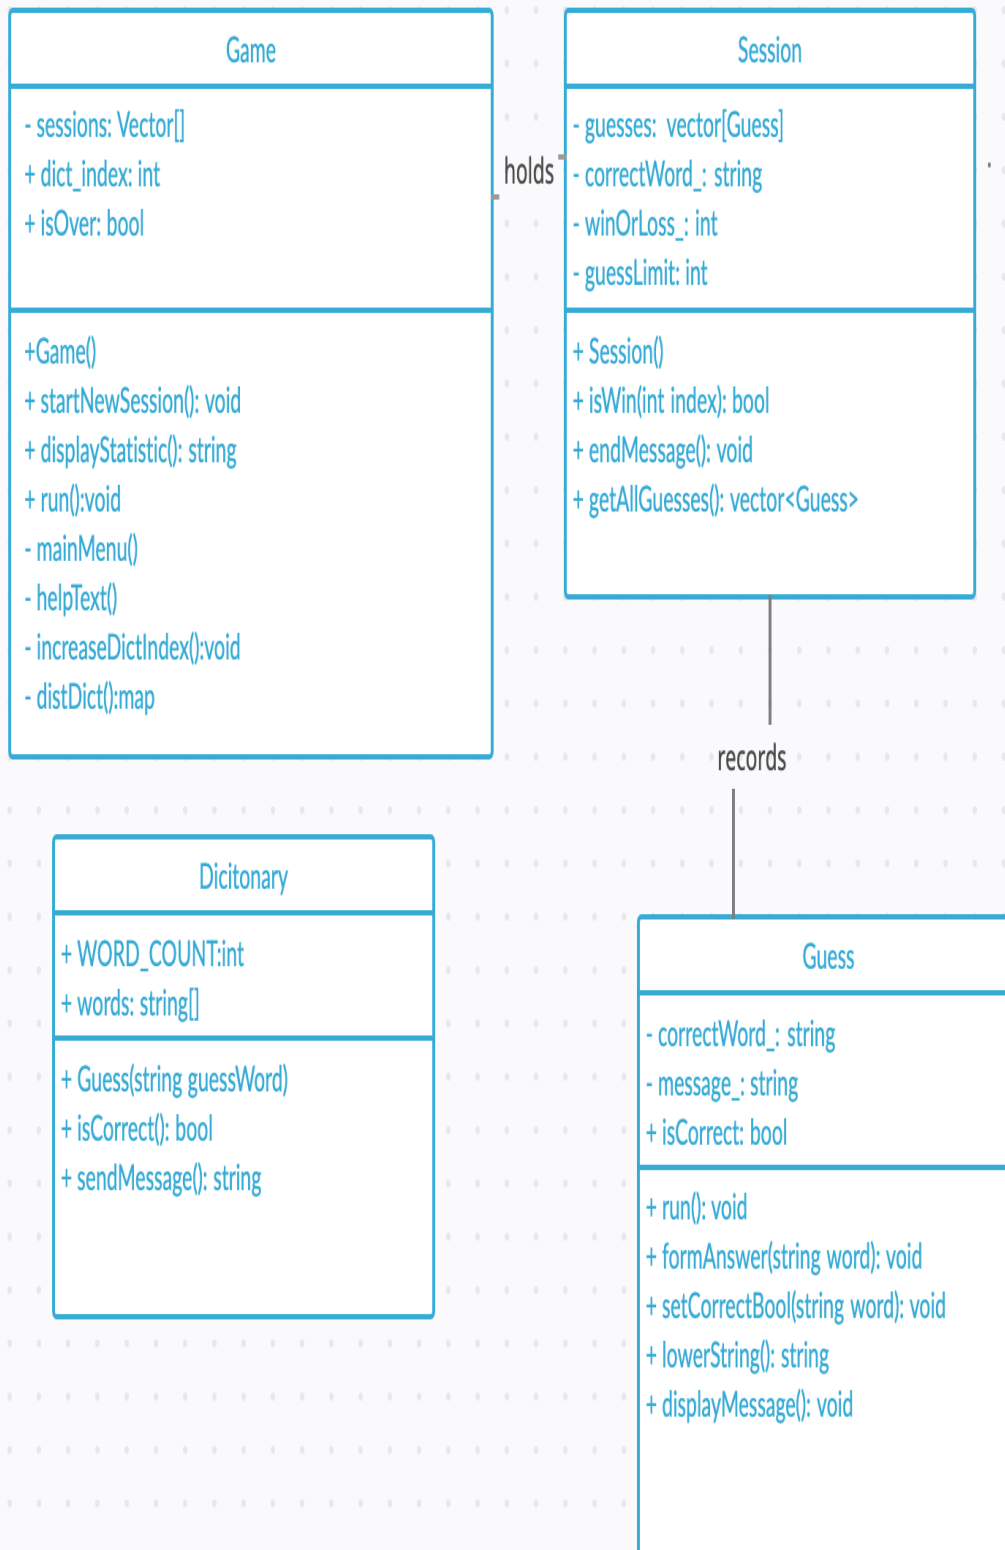 Game
- sessions: Vector[]
+ dict_index: int
+ isOver: bool
+Game()
+ startNewSession(): void
+ displayStatistic(): string
+ run():void
- mainMenu()
- helpText()
- increaseDictIndex():void
- distDict():map
holds
Session
- guesses:  vector[Guess]
- correctWord_: string
- winOrLoss_: int
- guessLimit: int
+ Session()
+ isWin(int index): bool
+ endMessage(): void
+ getAllGuesses(): vector<Guess>
records
Dicitonary
+ WORD_COUNT:int
+ words: string[]
+ Guess(string guessWord)
+ isCorrect(): bool
+ sendMessage(): string
Guess
- correctWord_: string
- message_: string
+ isCorrect: bool
+ run(): void
+ formAnswer(string word): void
+ setCorrectBool(string word): void
+ lowerString(): string
+ displayMessage(): void